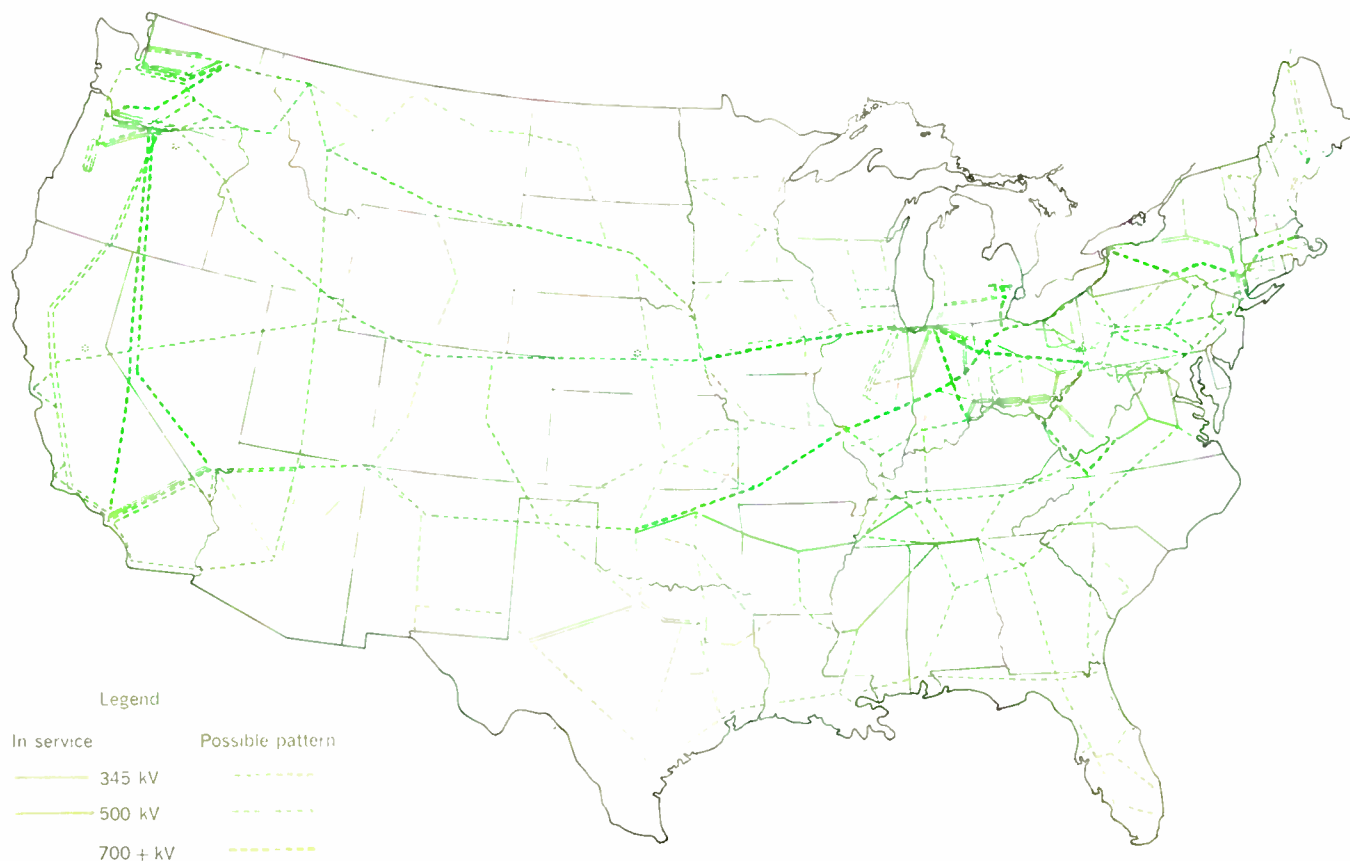 Legend
In service Possible pattern
345 kV
500 kV
700 + kV